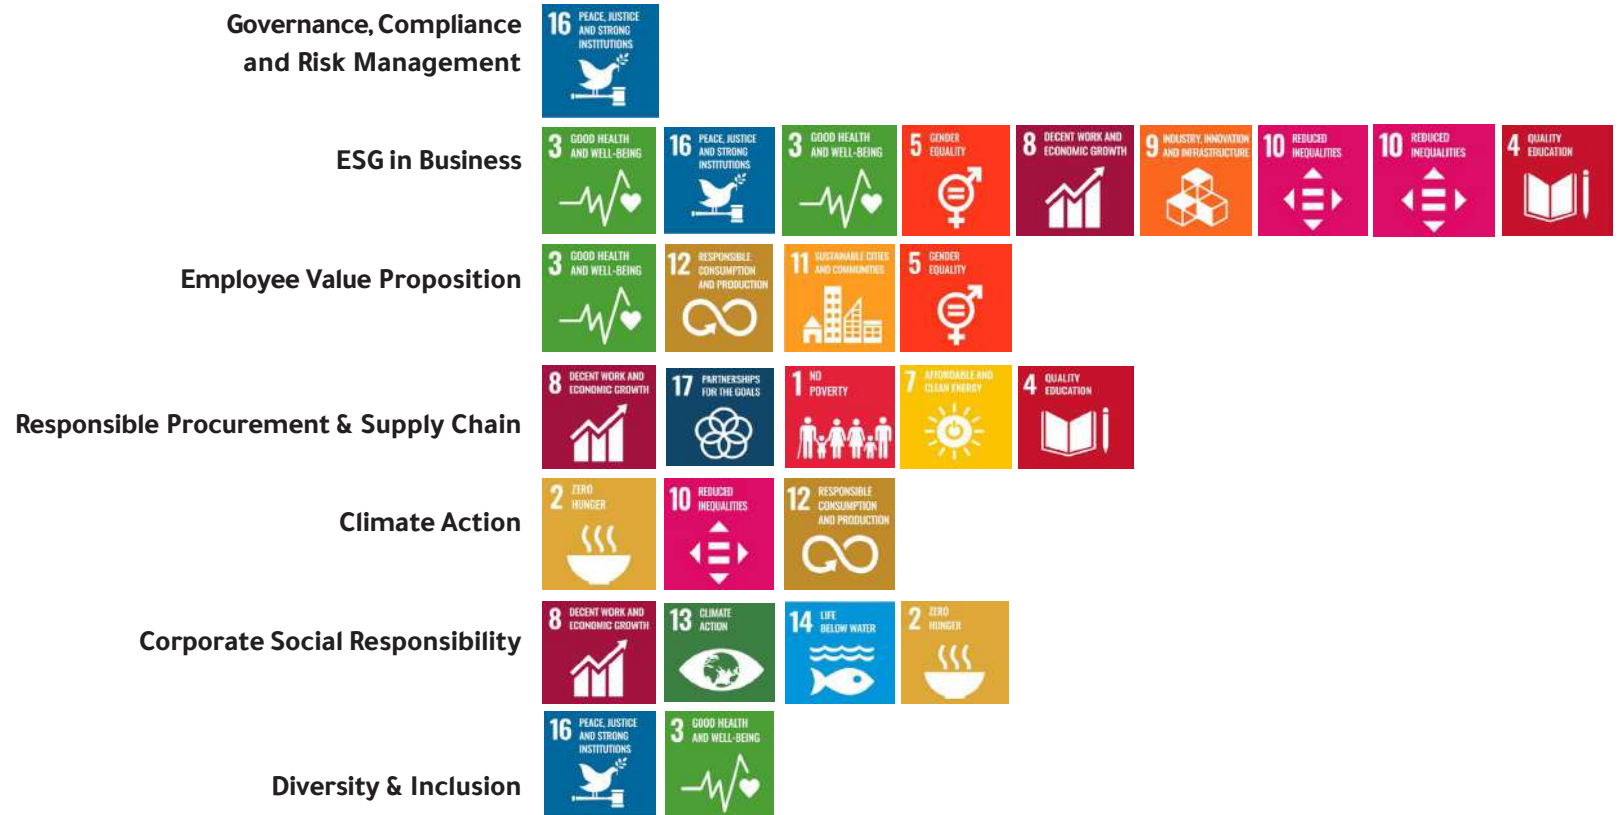 Governance, Compliance
and Risk Management
16 PEACE, JUSTICE
AND STRONG
INSTITUTIONS
ESG in Business
3 GOOD HEALTH
AND WELL-BEING
16 PEACE, JUSTICE
AND STRONG
INSTITUTIONS
3 GOOD HEALTH
AND WELL-BEING
5 GENDER
EQUALITY
8 DECENT WORK AND
ECONOMIC GROWTH
9 INDUSTRY, INNOVATION
AND INFRASTRUCTURE
10 REDUCED
INEQUALITIES
10 REDUCED
INEQUALITIES
4 QUALITY
EDUCATION
Employee Value Proposition
3 GOOD HEALTH
AND WELL-BEING
12 RESPONSIBLE
CONSUMPTION
AND PRODUCTION
11 SUSTAINABLE CITIES
AND COMMUNITIES
5 GENDER
EQUALITY
Responsible Procurement & Supply Chain
8 DECENT WORK AND
ECONOMIC GROWTH
17 PARTNERSHIPS
FOR THE GOALS
1 NO
POVERTY
7 AFFORDABLE AND
CLEAN ENERGY
4 QUALITY
EDUCATION
Climate Action
2 ZERO
HUNGER
10 REDUCED
INEQUALITIES
12 RESPONSIBLE
CONSUMPTION
AND PRODUCTION
Corporate Social Responsibility
8 DECENT WORK AND
ECONOMIC GROWTH
13 CLIMATE
ACTION
14 LIFE
BELOW WATER
2 ZERO
HUNGER
Diversity & Inclusion
16 PEACE, JUSTICE
AND STRONG
INSTITUTIONS
3 GOOD HEALTH
AND WELL-BEING